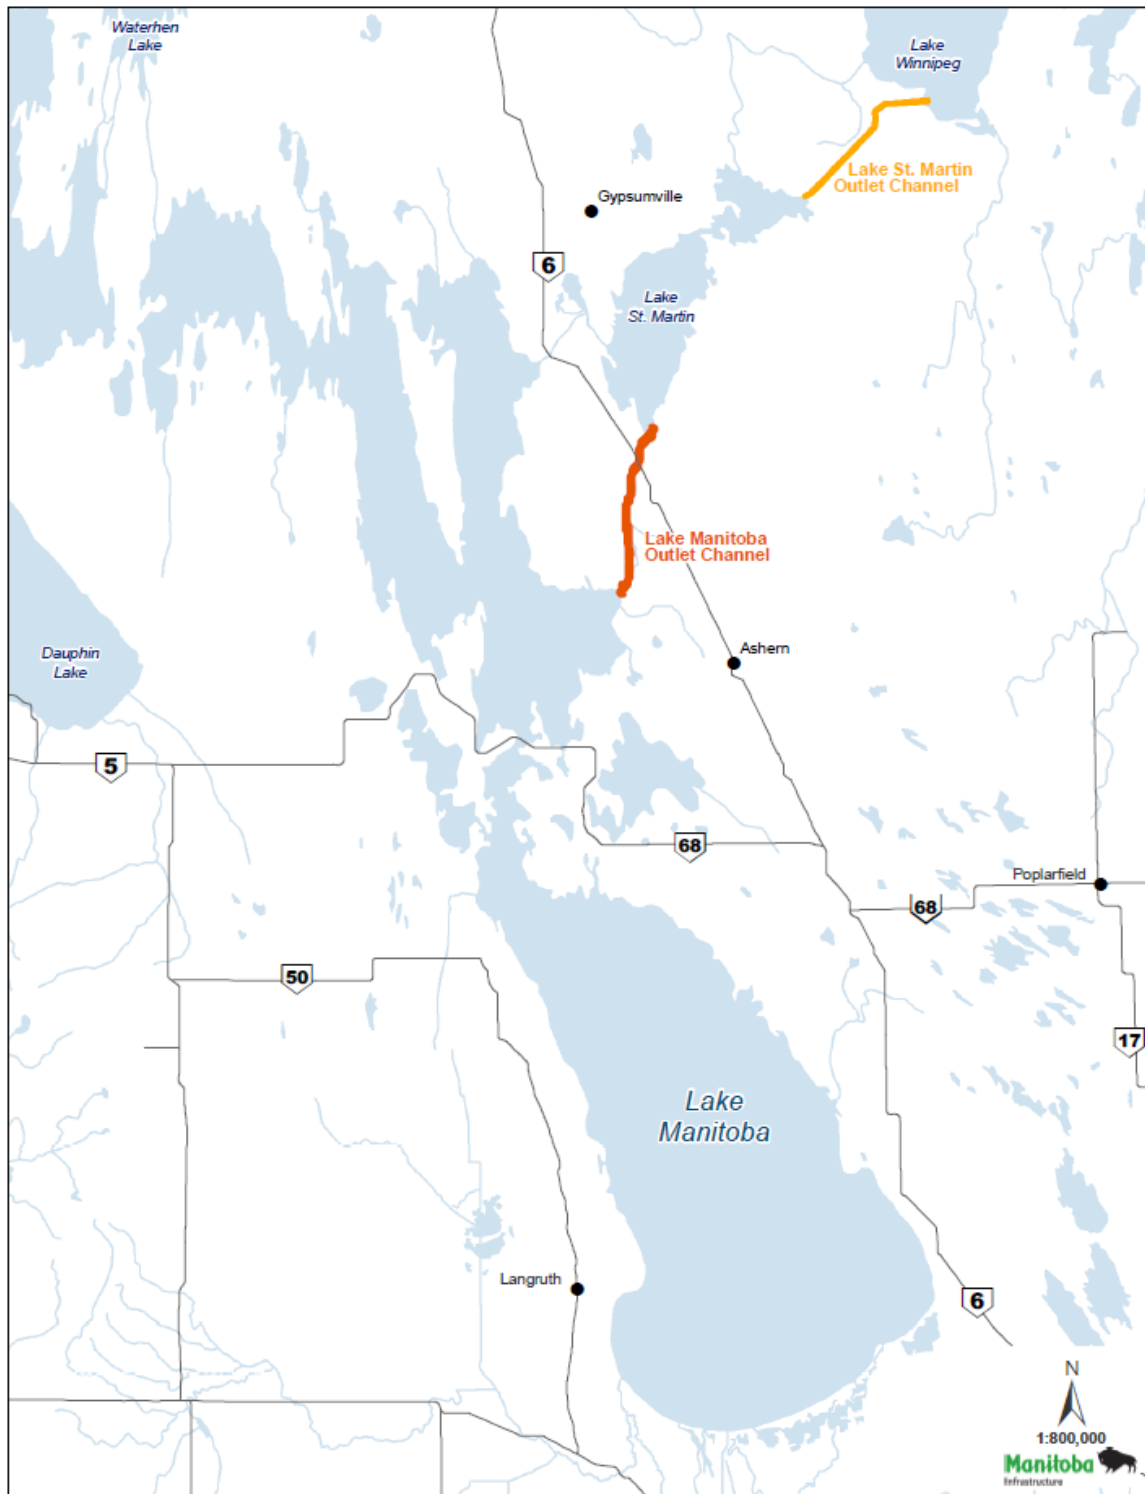 Waterhen
Lake
Lake
Winnipeg
Lake St. Martin
Outlet Channel
Gypsumville
6
Lake
St. Martin
Lake Manitoba
Outlet Channel
Dauphin
Lake
Ashern
5
68
Poplarfield
68
50
17
Lake
Manitoba
Langruth
6
N
1:800,000
Manitoba
Infrastructure